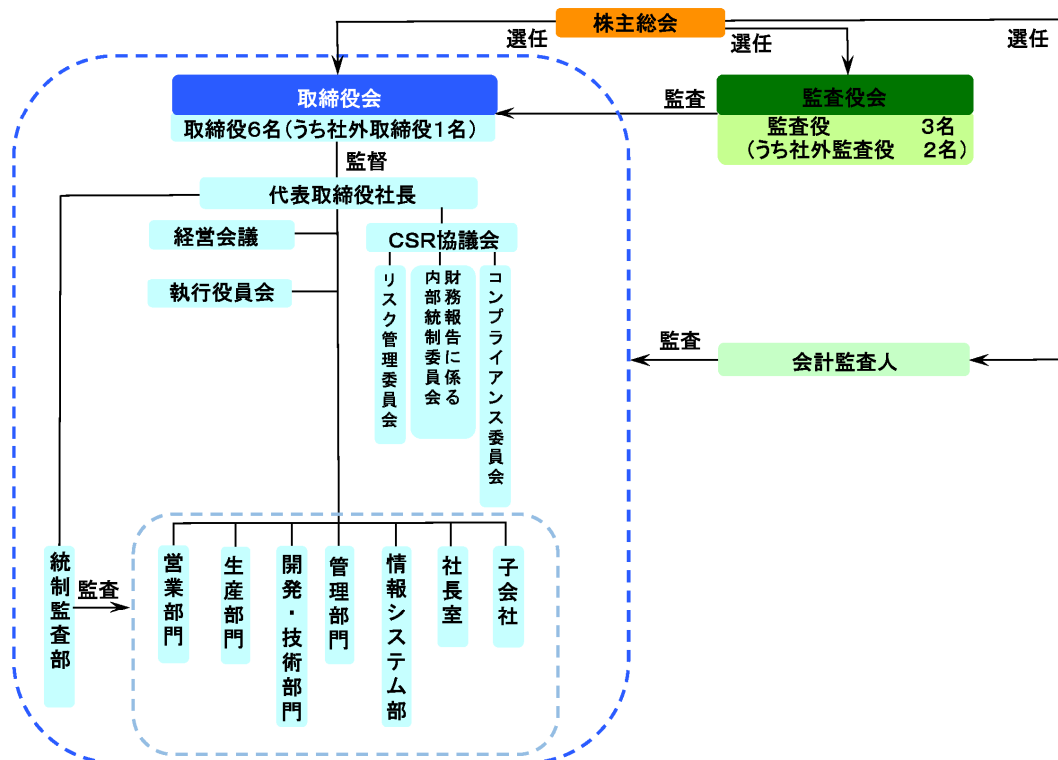 株主総会
選任
選任
選任
取締役会
取締役6名(うち社外取締役1名)
監査
監査役会
監査役 3名
(うち社外監査役 2名)
監督
代表取締役社長
経営会議
CSR協議会
執行役員会
リスク管理委員会
財務報告に係る
内部統制委員会
コンプライアンス委員会
監査
会計監査人
統制監査部
監査
営業部門
生産部門
開発・技術部門
管理部門
情報システム部
社長室
子会社